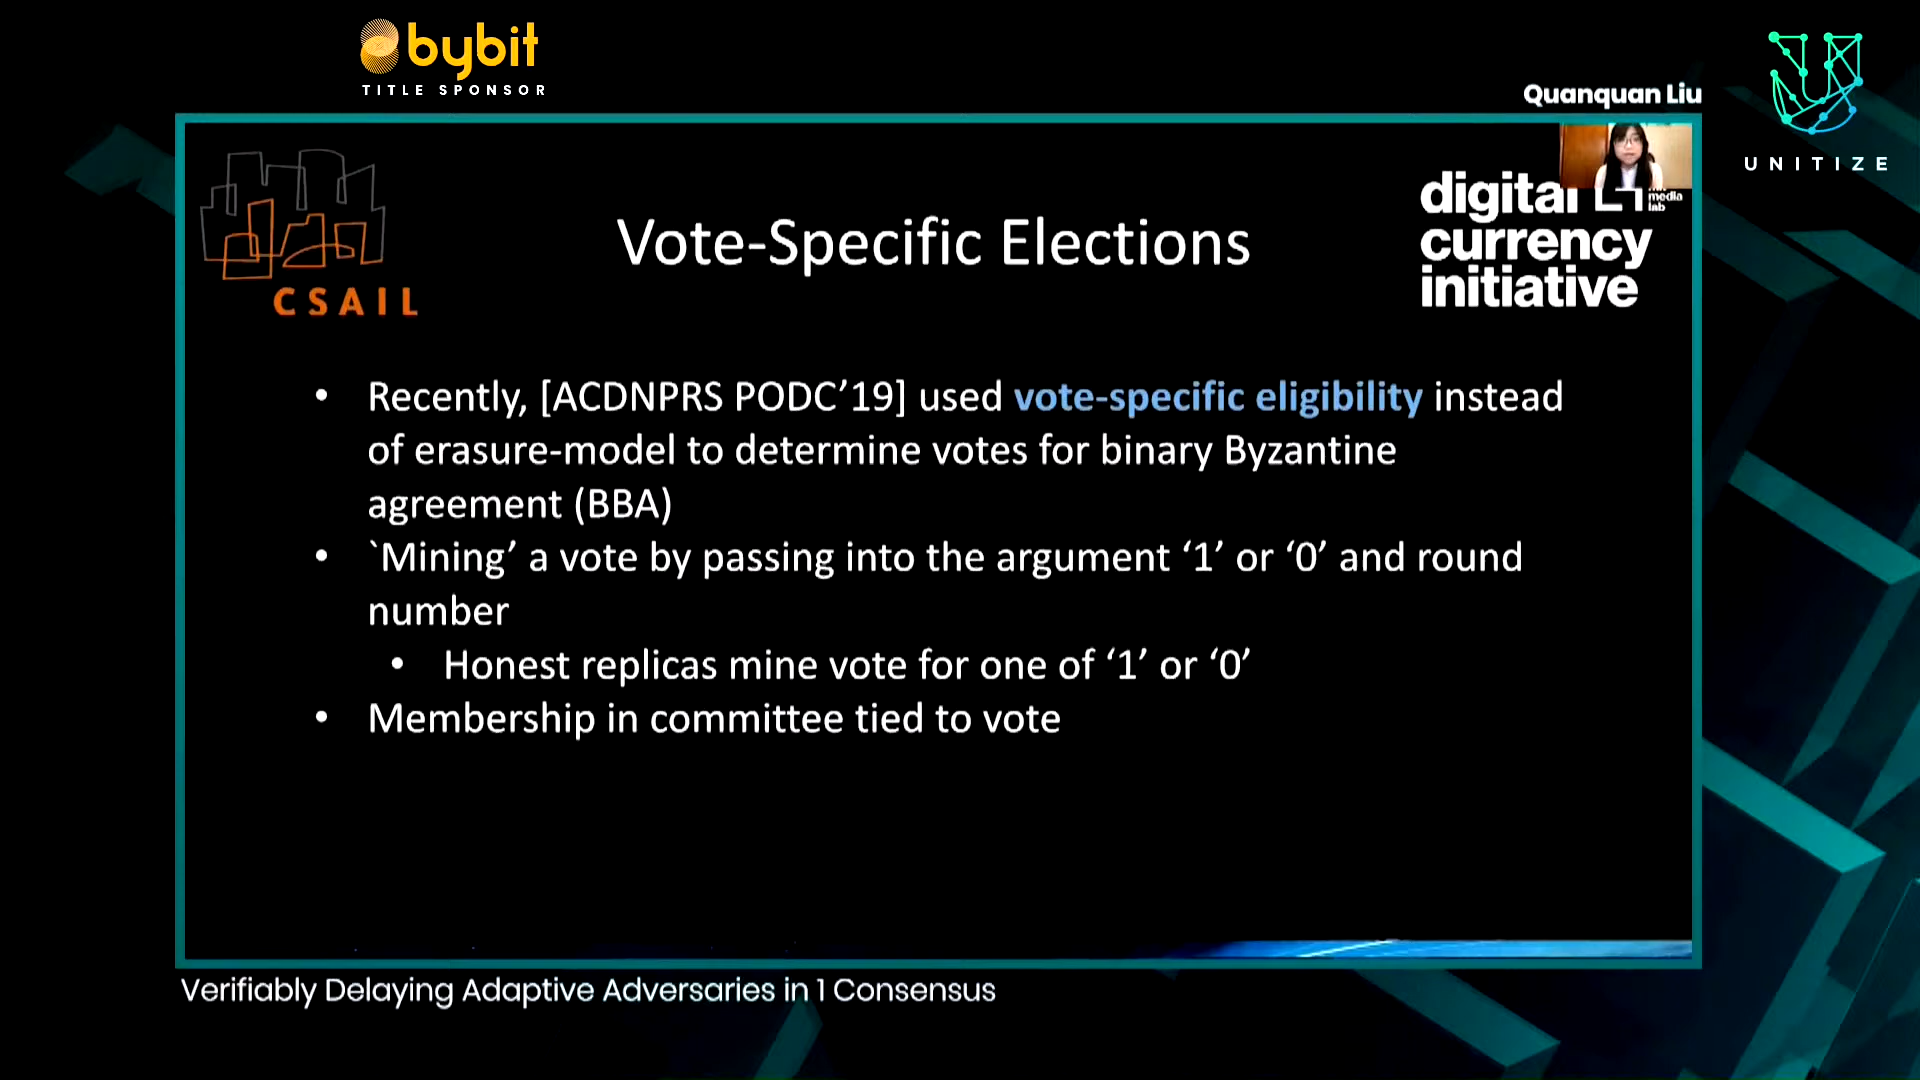 bybit
TITLE SPONSOR
Quanquan Liu
UNITIZE
CSAIL
Vote-Specific Elections
digital
currency
initiative
media
lab
• Recently, [ACDNPRS PODC’19] used vote-specific eligibility instead
of erasure-model to determine votes for binary Byzantine
agreement (BBA)
• `Mining’ a vote by passing into the argument ‘1’ or ‘0’ and round
number
• Honest replicas mine vote for one of ‘1’ or ‘0’
• Membership in committee tied to vote
Verifiably Delaying Adaptive Adversaries in 1 Consensus